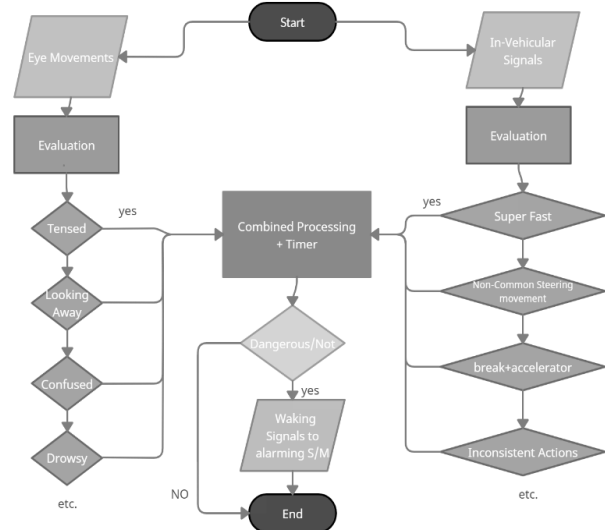 Start
Eye Movements
In-Vehicular
Signals
Evaluation
Evaluation
yes
yes
Tensed
Combined Processing
+ Timer
Super Fast
Looking
Away
Non-Common Steering
movement
Dangerous/Not
Confused
yes
break+accelerator
Waking
Signals to
alarming S/M
Drowsy
Inconsistent Actions
etc.
NO
etc.
End